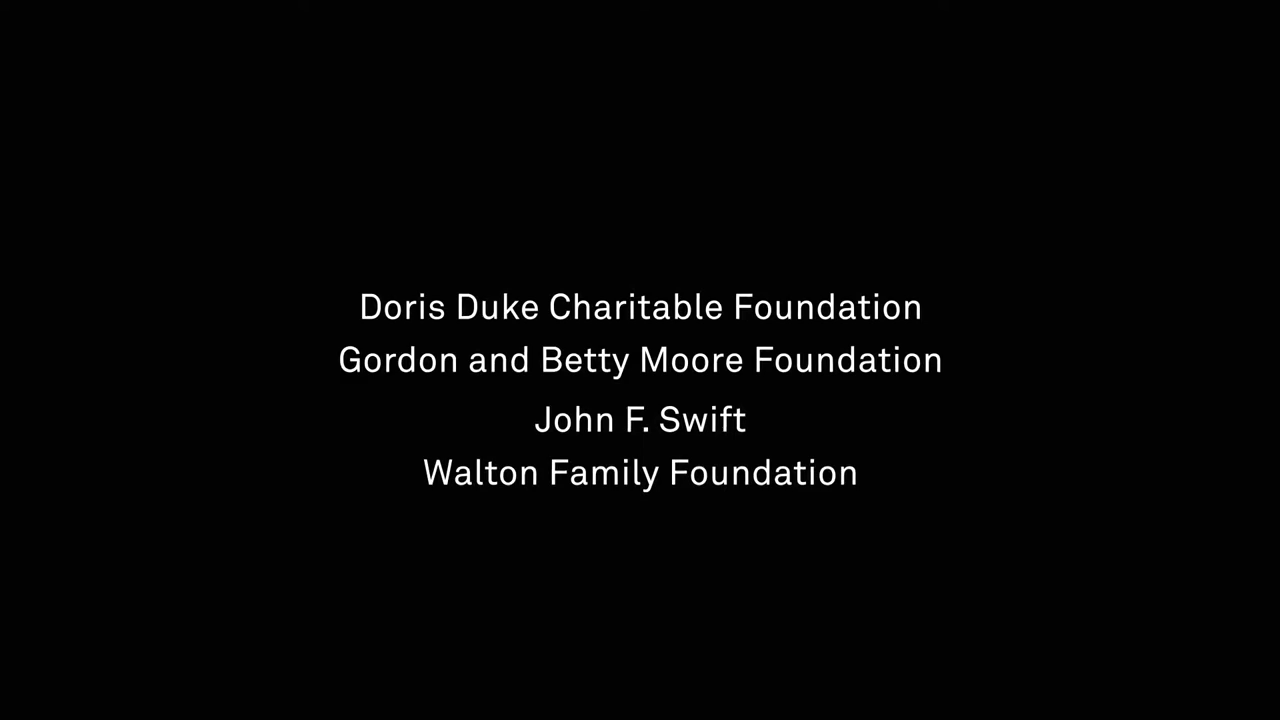 Doris Duke Charitable Foundation
Gordon and Betty Moore Foundation
John F. Swift
Walton Family Foundation